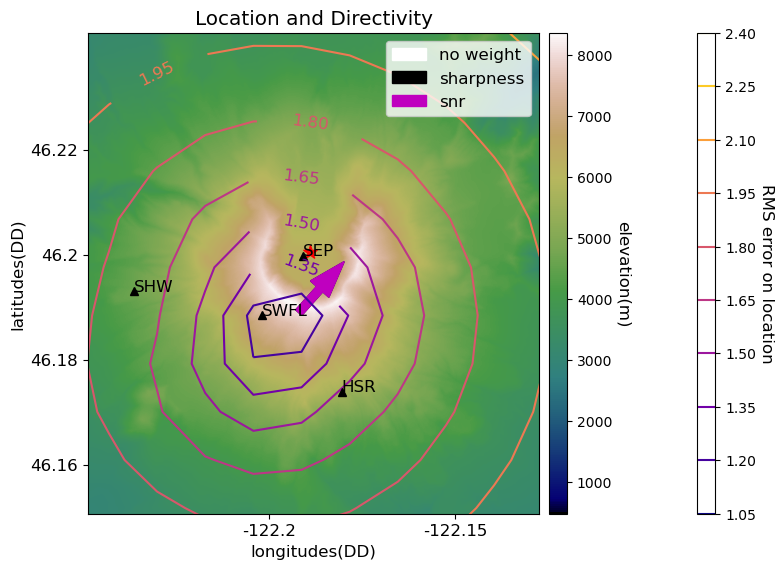 Location and Directivity
no weight
sharpness
snr
1.95
1.80
1.65
1.50
1.35
SEP
SHW
SWFL
HSR
46.22
46.2
46.18
46.16
latitudes(DD)
-122.2
-122.15
longitudes(DD)
8000
7000
6000
5000
4000
3000
2000
1000
elevation(m)
2.40
2.25
2.10
1.95
1.80
1.65
1.50
1.35
1.20
1.05
RMS error on location